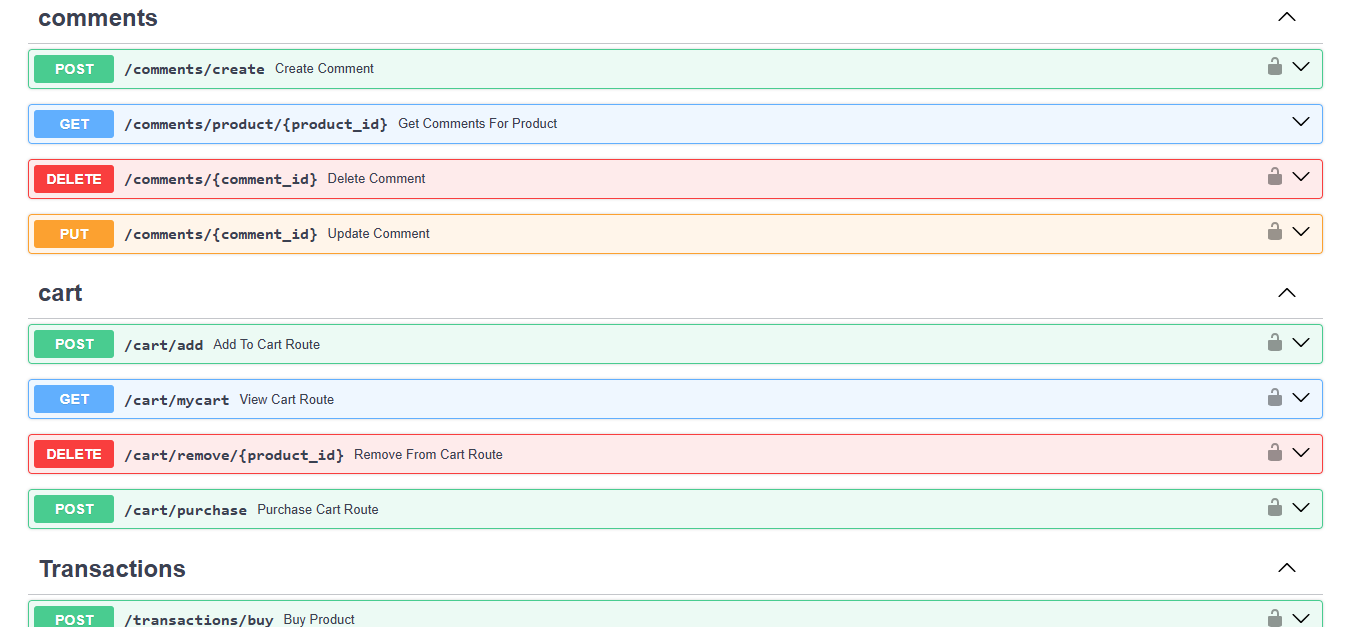 comments
POST /comments/create Create Comment
GET /comments/product/{product_id} Get Comments For Product
DELETE /comments/{comment_id} Delete Comment
PUT /comments/{comment_id} Update Comment
cart
POST /cart/add Add To Cart Route
GET /cart/mycart View Cart Route
DELETE /cart/remove/{product_id} Remove From Cart Route
POST /cart/purchase Purchase Cart Route
Transactions
POST /transactions/buy Buy Product